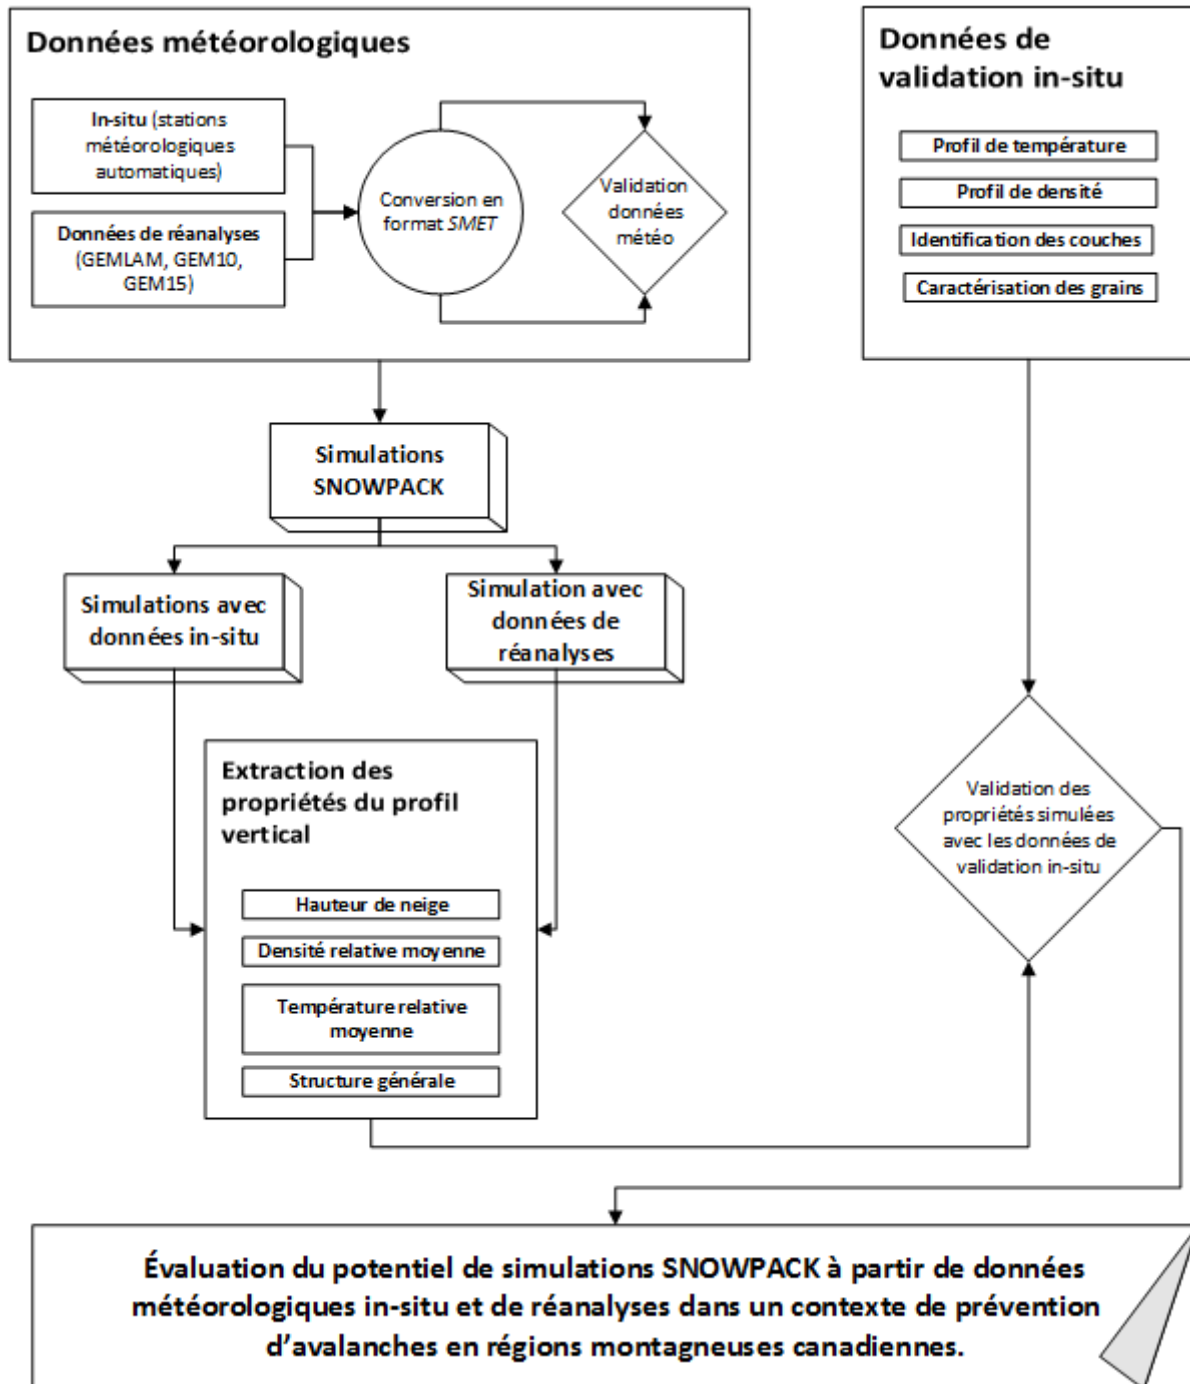 Données météorologiques
In-situ (stations
météorologiques
automatiques)
Données de réanalyses
(GEMLAM, GEM10,
GEM15)
Conversion en
format SMET
Validation
données
météo
Données de
validation in-situ
Profil de température
Profil de densité
Identification des couches
Caractérisation des grains
Simulations
SNOWPACK
Simulations avec
données in-situ
Simulation avec
données de
réanalyses
Extraction des
propriétés du profil
vertical
Hauteur de neige
Densité relative moyenne
Température relative
moyenne
Structure générale
Validation des
propriétés simulées
avec les données de
validation in-situ
Évaluation du potentiel de simulations SNOWPACK à partir de données
météorologiques in-situ et de réanalyses dans un contexte de prévention
d'avalanches en régions montagneuses canadiennes.